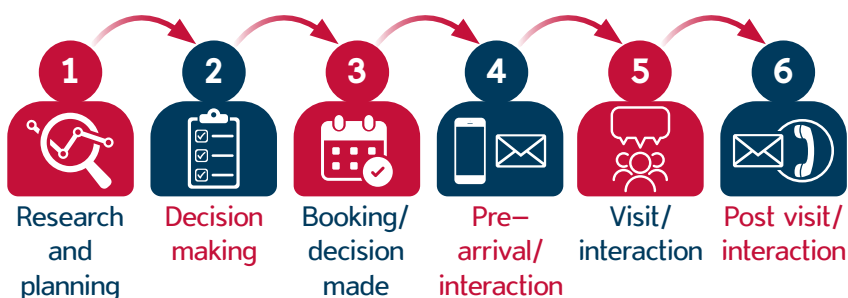 1
2
3
4
5
6
Research
and
planning
Decision
making
Booking/
decision
made
Pre–
arrival/
interaction
Visit/
interaction
Post visit/
interaction